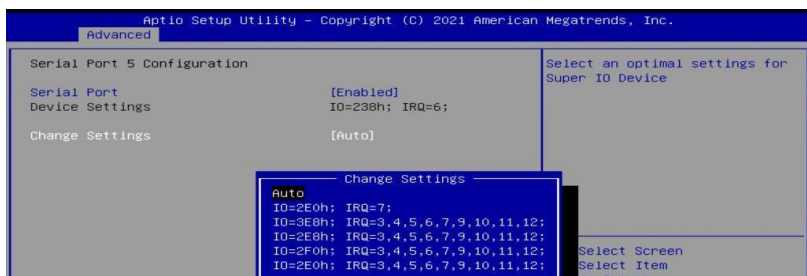 Aptio Setup Utility – Copyright (C) 2021 American Megatrends, Inc.
Advanced
Serial Port 5 Configuration
Serial Port [Enabled]
Device Settings IO=238h; IRQ=6;
Change Settings [Auto]
Select an optimal settings for
Super IO Device
Change Settings
Auto
IO=2E0h; IRQ=7;
IO=3E8h; IRQ=3,4,5,6,7,9,10,11,12;
IO=2E8h; IRQ=3,4,5,6,7,9,10,11,12;
IO=2F0h; IRQ=3,4,5,6,7,9,10,11,12;
IO=2E0h; IRQ=3,4,5,6,7,9,10,11,12;
Select Screen
Select Item